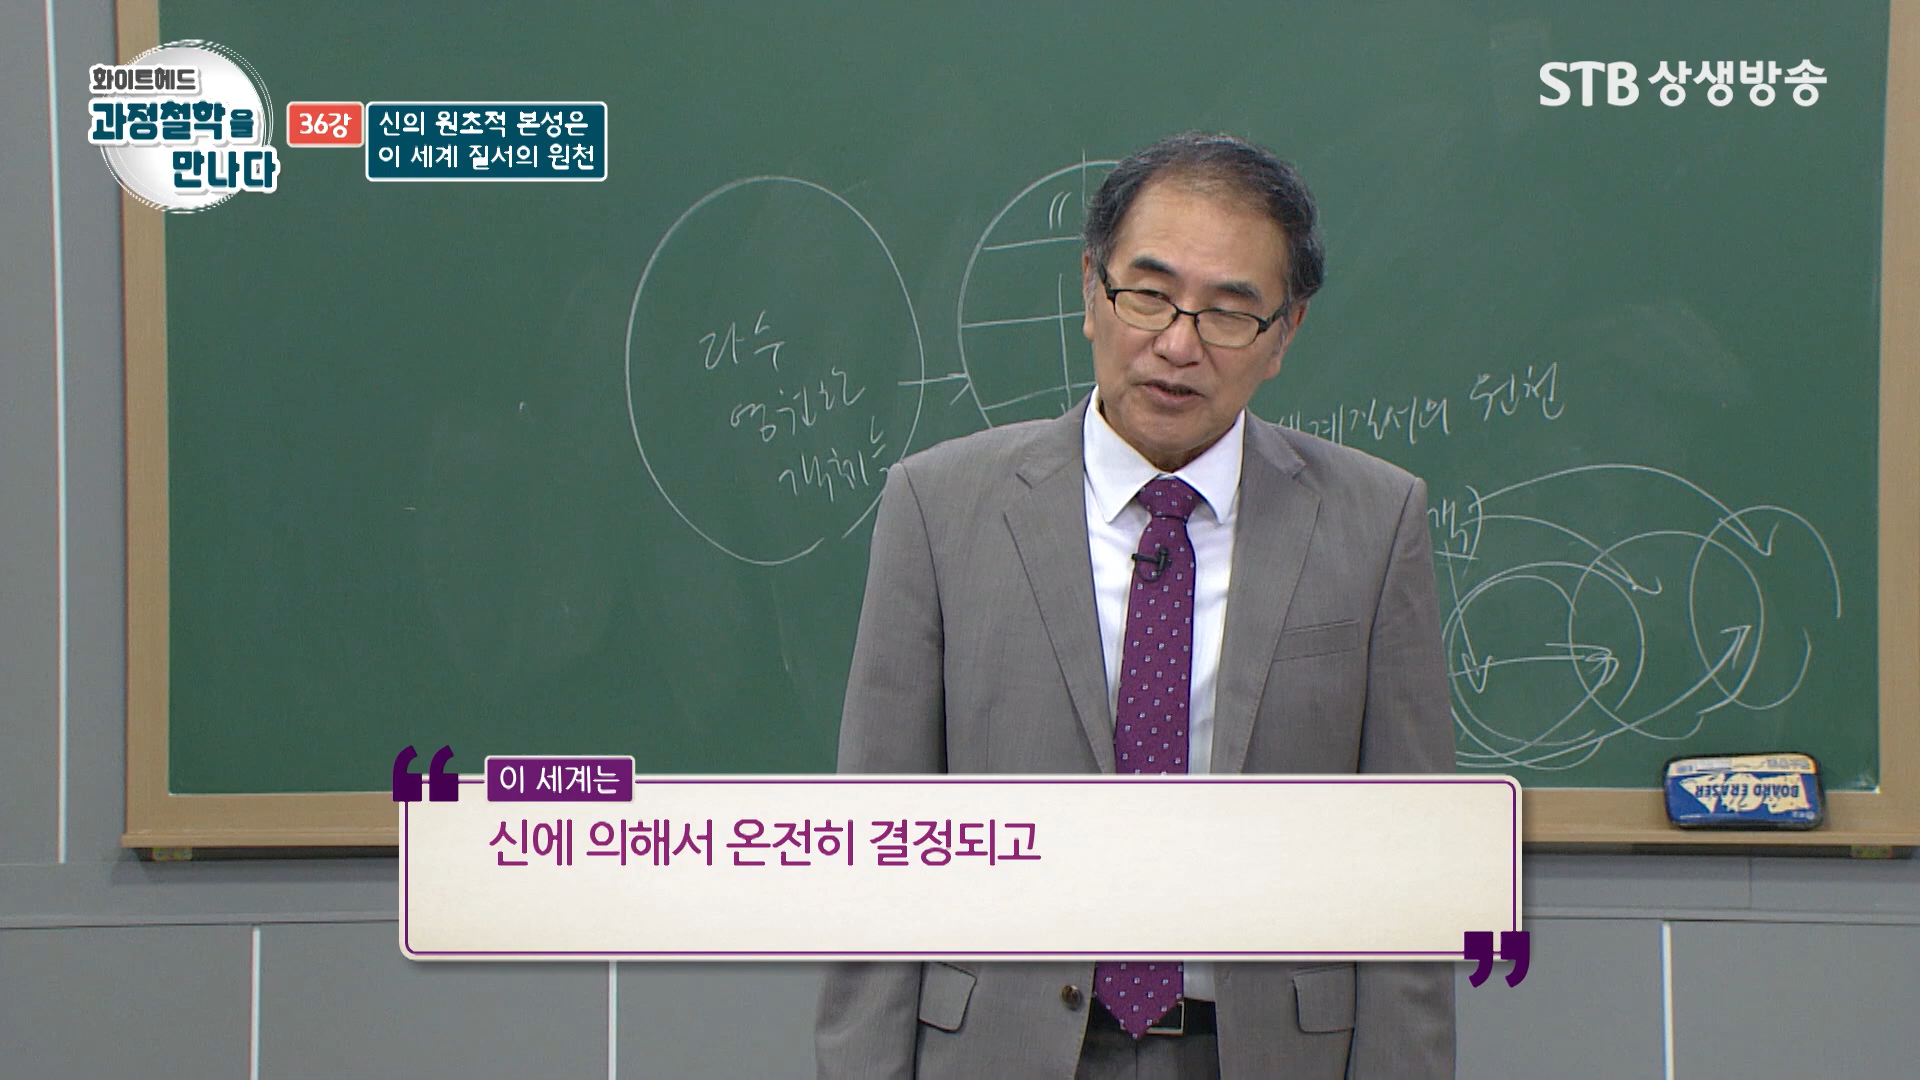 화이트헤드
과정철학을
만나다
36강
신의 원초적 본성은
이 세계 질서의 원천
STB 상생방송
다수
영원한
객체들
세계질서의 원천
BOARD ERASER
이 세계는
신에 의해서 온전히 결정되고